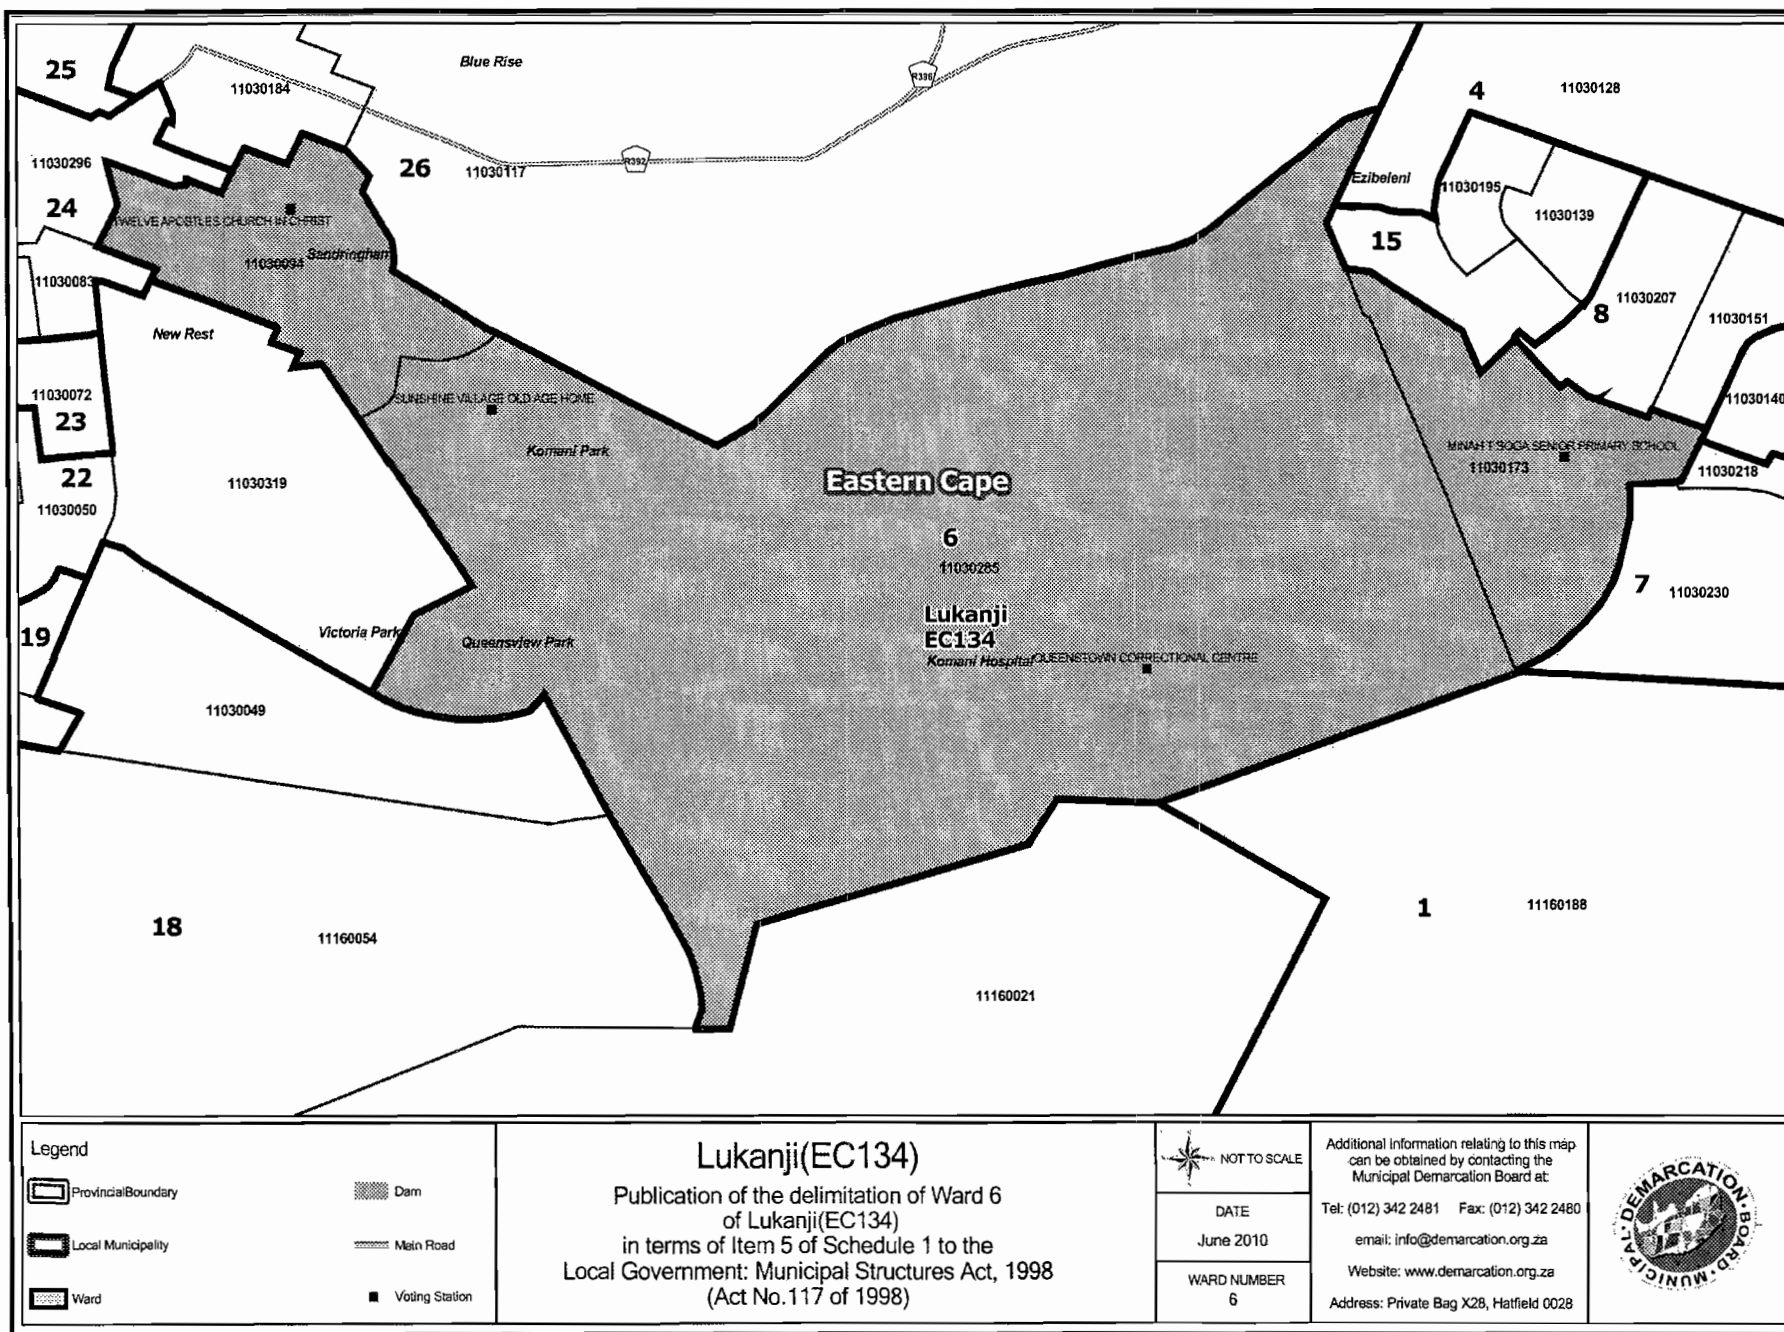 25
Blue Rise
R396
4
11030128
11030184
11030296
26
11030117
R392
Ezibeleni
11030195
24
TWELVE APOSTLES CHURCH IN CHRIST
11030139
Sandringham
11030094
15
11030083
11030207
8
11030151
New Rest
11030072
SUNSHINE VILLAGE OLD AGE HOME
11030140
23
Komani Park
MINAH T SOGA SENIOR PRIMARY SCHOOL
11030173
11030218
22
11030319
Eastern Cape
11030050
6
11030285
7
11030230
Lukanji
EC134
19
Victoria Park
Queensview Park
Komani Hospital
QUEENSTOWN CORRECTIONAL CENTRE
11030049
18
11160054
1
11160188
11160021
Legend
ProvincialBoundary
Dam
Local Municipality
Main Road
Ward
Voting Station
Lukanji(EC134)
Publication of the delimitation of Ward 6
of Lukanji(EC134)
in terms of Item 5 of Schedule 1 to the
Local Government: Municipal Structures Act, 1998
(Act No.117 of 1998)
NOT TO SCALE
DATE
June 2010
WARD NUMBER
6
Additional Information relating to this map
can be obtained by contacting the
Municipal Demarcation Board at:
Tel: (012) 342 2481 Fax: (012) 342 2480
email: info@demarcation.org.za
Website: www.demarcation.org.za
Address: Private Bag X28, Hatfield 0028
MUNICIPAL · DEMARCATION · BOARD